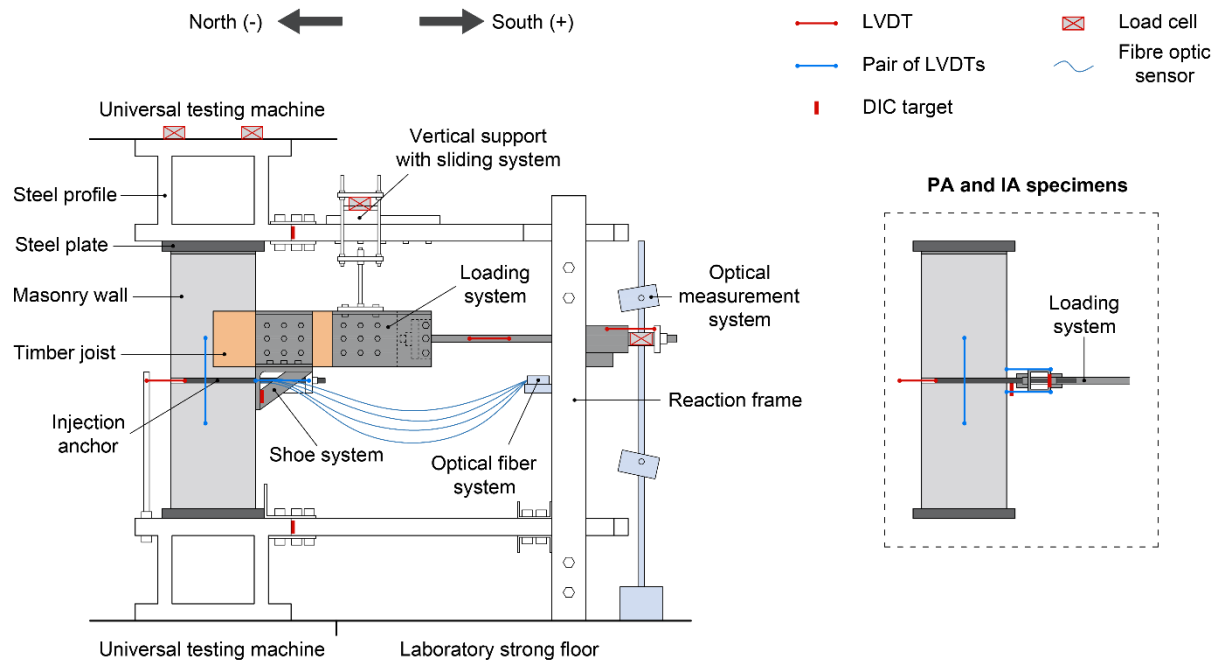 North (-)
South (+)
LVDT
Load cell
Pair of LVDTs
Fibre optic
sensor
DIC target
Universal testing machine
Vertical support
with sliding system
Steel profile
Steel plate
Masonry wall
Timber joist
Loading
system
Optical
measurement
system
Injection
anchor
Shoe system
Optical fiber
system
Reaction frame
PA and IA specimens
Loading
system
Universal testing machine
Laboratory strong floor